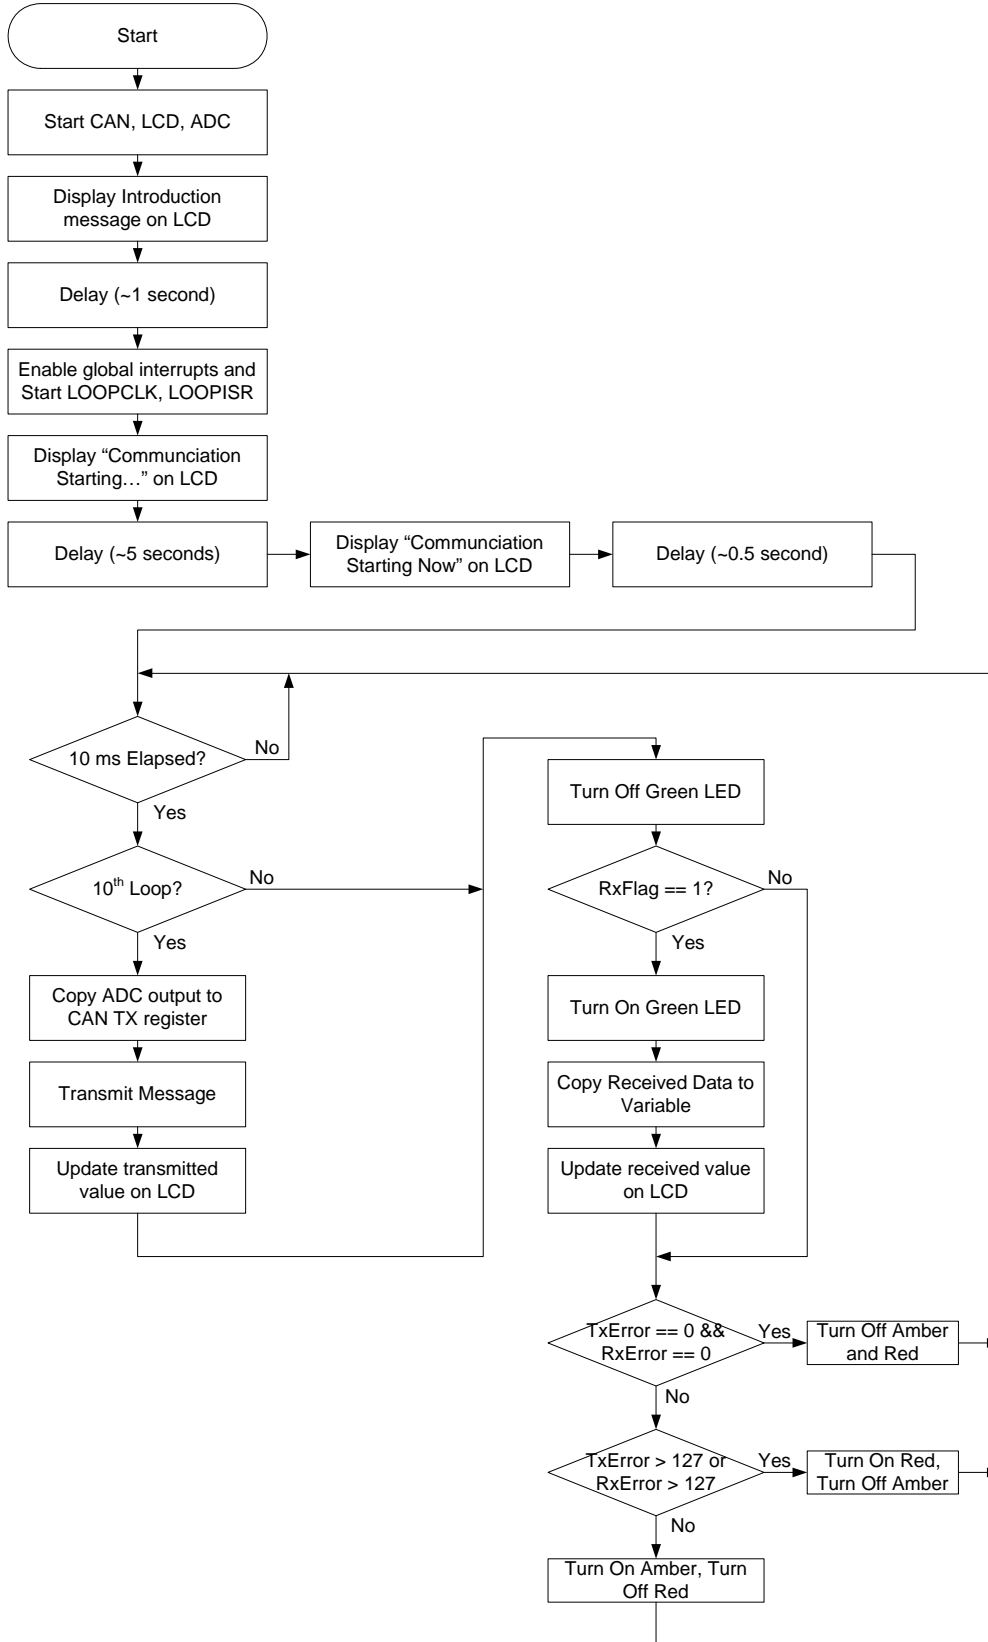 Start
Start CAN, LCD, ADC
Display Introduction
message on LCD
Delay (~1 second)
Enable global interrupts and
Start LOOPCLK, LOOPISR
Display “Communciation
Starting…” on LCD
Delay (~5 seconds)
Display “Communciation
Starting Now” on LCD
Delay (~0.5 second)
10 ms Elapsed?
No
Yes
10th Loop?
No
Yes
Copy ADC output to
CAN TX register
Transmit Message
Update transmitted
value on LCD
Turn Off Green LED
RxFlag == 1?
No
Yes
Turn On Green LED
Copy Received Data to
Variable
Update received value
on LCD
TxError == 0 &&
RxError == 0
Yes
Turn Off Amber
and Red
No
TxError > 127 or
RxError > 127
Yes
Turn On Red,
Turn Off Amber
No
Turn On Amber, Turn
Off Red